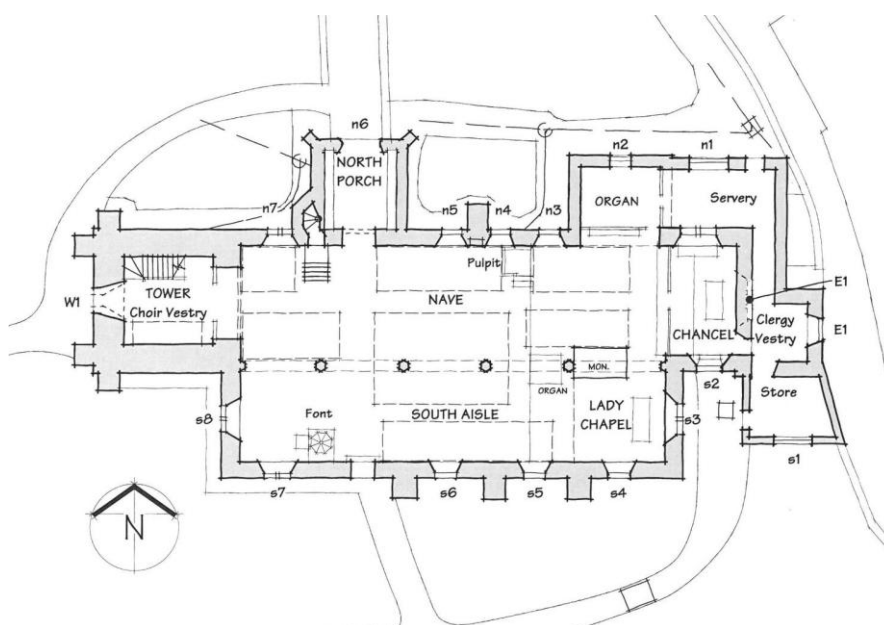 n6
NORTH
PORCH
n2
n1
n7
n5
n4
n3
ORGAN
Servery
Pulpit
W1
TOWER
Choir Vestry
NAVE
E1
CHANCEL
Clergy
Vestry
E1
s2
MON.
ORGAN
Store
s8
Font
SOUTH AISLE
LADY
CHAPEL
s3
s1
s7
s6
s5
s4
N